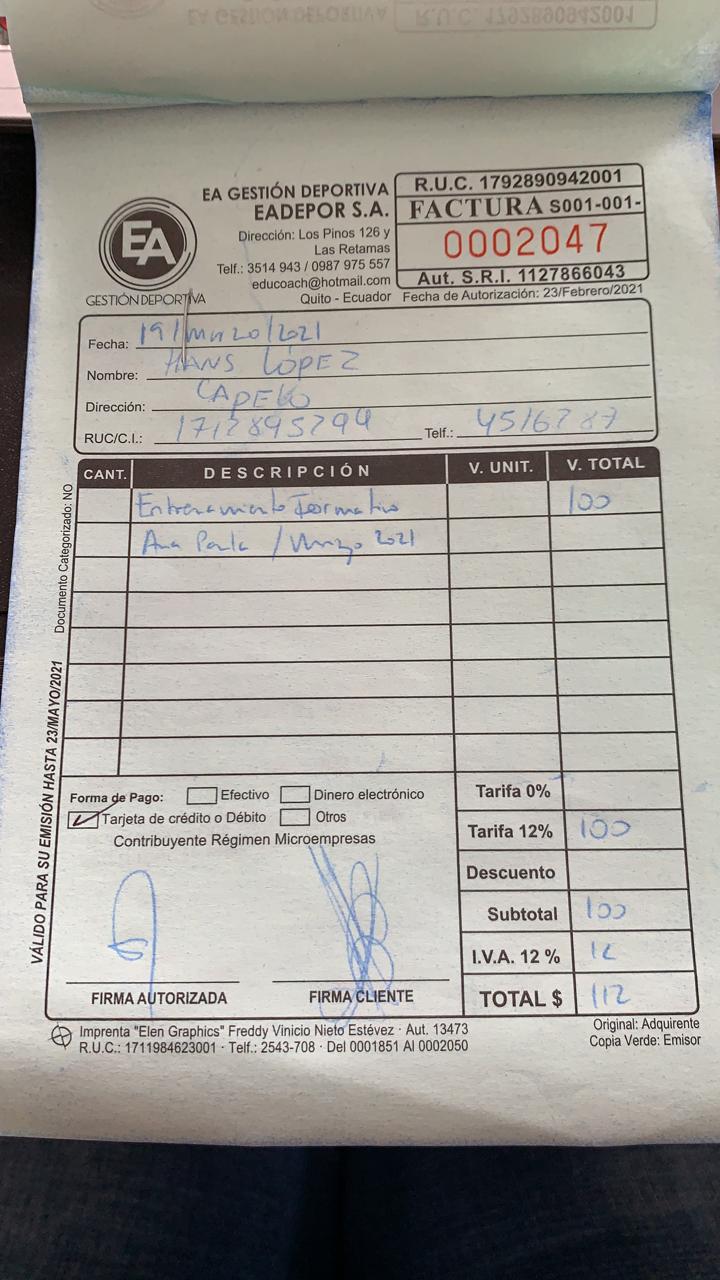 EA GESTIÓN DEPORTIVA
EADEPOR S.A.
Dirección: Los Pinos 126 y
Las Retamas
Telf.: 3514 943 / 0987 975 557
educoach@hotmail.com
Quito - Ecuador
EA
GESTIÓN DEPORTIVA
R.U.C. 1792890942001
FACTURA S001-001-
0002047
Aut. S.R.I. 1127866043
Fecha de Autorización: 23/Febrero/2021
Fecha: 19/marzo/2021
Nombre: HANS LÓPEZ
Dirección: CAPELO
RUC/C.I.: 1712895294 Telf.: 4516287
CANT. DESCRIPCIÓN V. UNIT. V. TOTAL
Entrenamiento Formativo 100
Ana Paula / Marzo 2021
Documento Categorizado: NO
VÁLIDO PARA SU EMISIÓN HASTA 23/MAYO/2021
Forma de Pago: Efectivo Dinero electrónico
Tarjeta de crédito o Débito Otros
Contribuyente Régimen Microempresas
Tarifa 0%
Tarifa 12% 100
Descuento
Subtotal 100
I.V.A. 12 % 12
TOTAL $ 112
FIRMA AUTORIZADA FIRMA CLIENTE
Imprenta "Elen Graphics" Freddy Vinicio Nieto Estévez · Aut. 13473
R.U.C.: 1711984623001 · Telf.: 2543-708 · Del 0001851 Al 0002050
Original: Adquirente
Copia Verde: Emisor